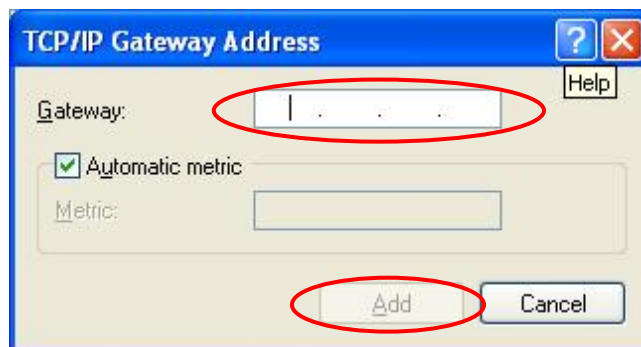 TCP/IP Gateway Address ?
Help
Gateway: . . .
Automatic metric
Metric:
Add Cancel